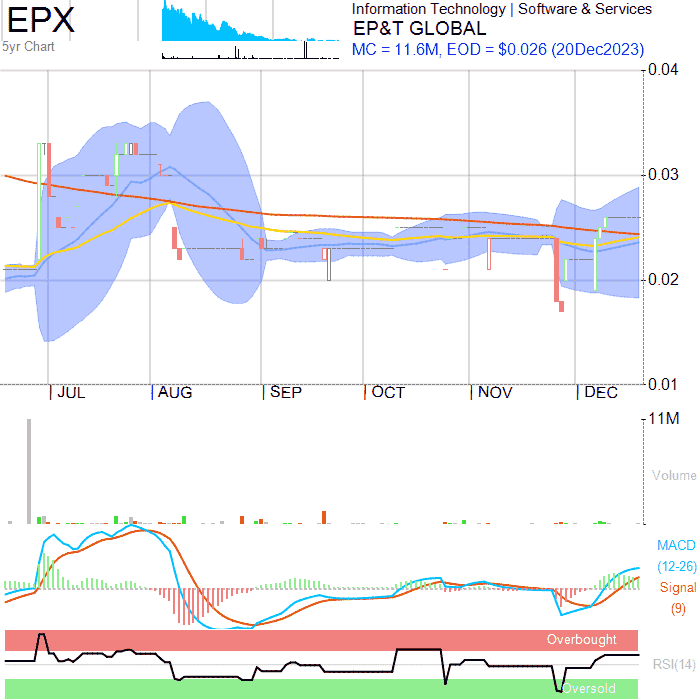 EPX
5yr Chart
Information Technology | Software & Services
EP&T GLOBAL
MC = 11.6M, EOD = $0.026 (20Dec2023)
0.04
0.03
0.02
0.01
JUL
AUG
SEP
OCT
NOV
DEC
11M
Volume
MACD
(12-26)
Signal
(9)
Overbought
RSI(14)
Oversold